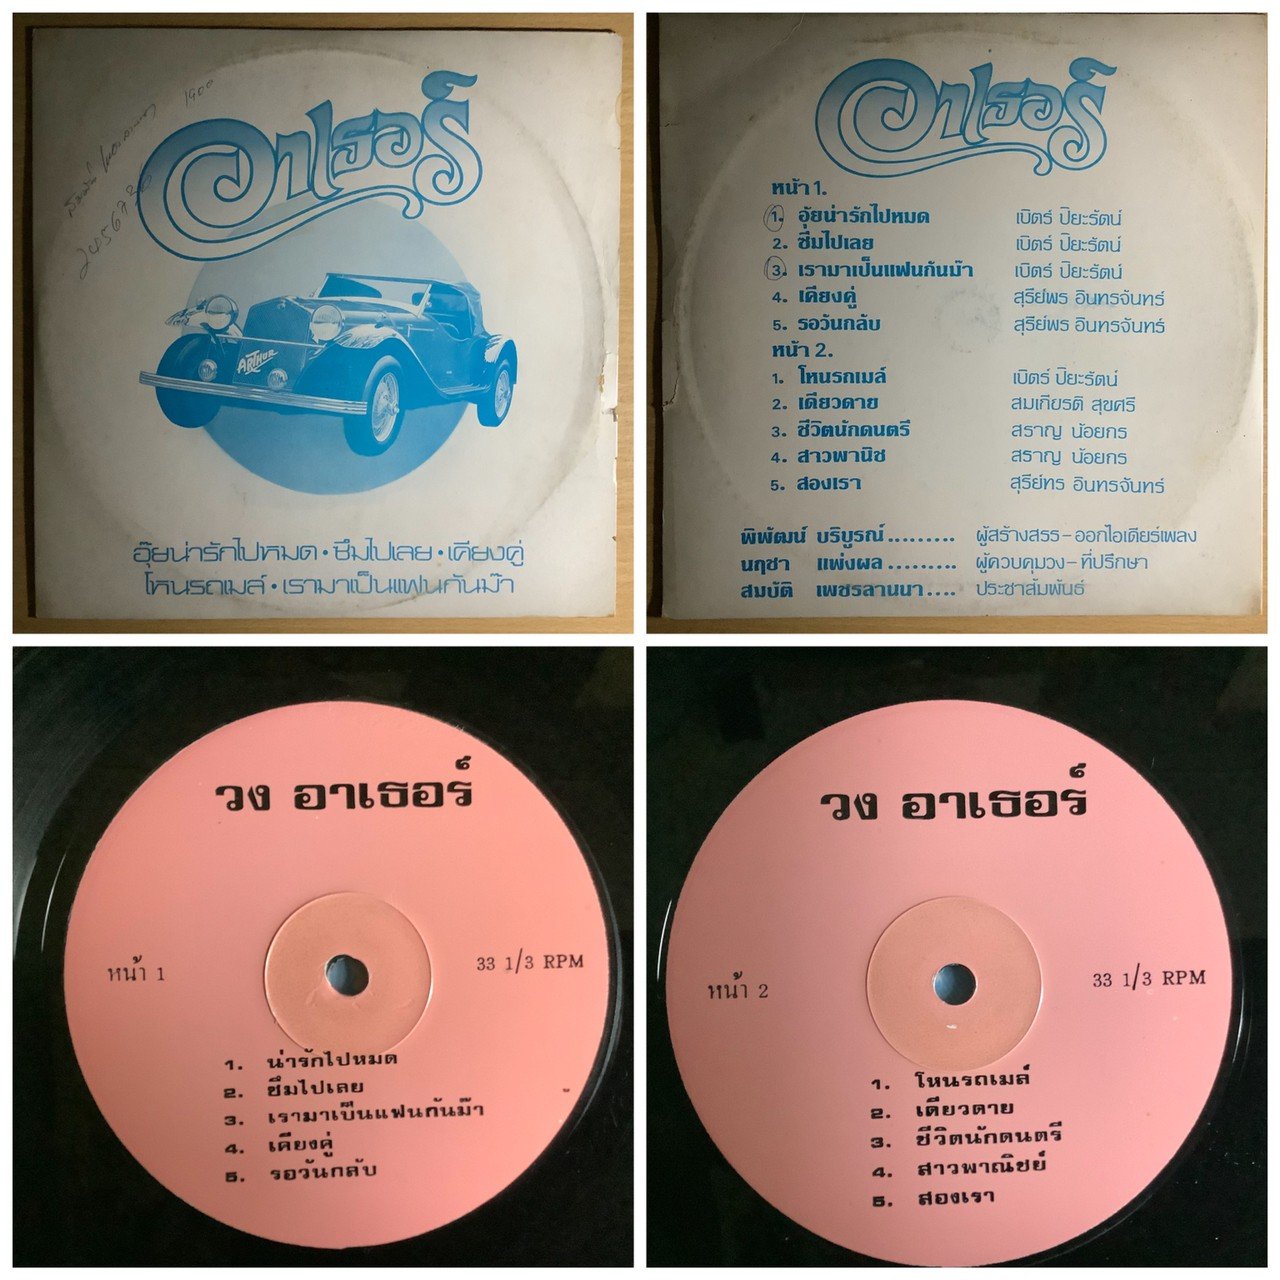 อาเธอร์
1900
2456736
ARTHUR
อุ๊ยน่ารักไปหมด • ซึมไปเลย • เคียงคู่
โหนรถเมล์ • เรามาเป็นแฟนกันม๊า
อาเธอร์
หน้า 1.
1. อุ้ยน่ารักไปหมด เบิตร์ ปิยะรัตน์
2. ซึมไปเลย เบิตร์ ปิยะรัตน์
3. เรามาเป็นแฟนกันม๊า เบิตร์ ปิยะรัตน์
4. เคียงคู่ สุรีย์พร อินทรจันทร์
5. รอวันกลับ สุรีย์พร อินทรจันทร์
หน้า 2.
1. โหนรถเมล์ เบิตร์ ปิยะรัตน์
2. เดียวดาย สมเกียรติ สุขศรี
3. ชีวิตนักดนตรี สราญ น้อยกร
4. สาวพานิช สราญ น้อยกร
5. สองเรา สุรีย์ทร อินทรจันทร์
พิพัฒน์ บริบูรณ์......... ผู้สร้างสรร-ออกไอเดียร์เพลง
นฤชา แพ่งผล......... ผู้ควบคุมวง-ที่ปรึกษา
สมบัติ เพชรลานนา.... ประชาสัมพันธ์
วง อาเธอร์
หน้า 1
33 1/3 RPM
1. น่ารักไปหมด
2. ซึมไปเลย
3. เรามาเป็นแฟนกันม๊า
4. เคียงคู่
5. รอวันกลับ
วง อาเธอร์
หน้า 2
33 1/3 RPM
1. โหนรถเมล์
2. เดียวดาย
3. ชีวิตนักดนตรี
4. สาวพาณิชย์
5. สองเรา